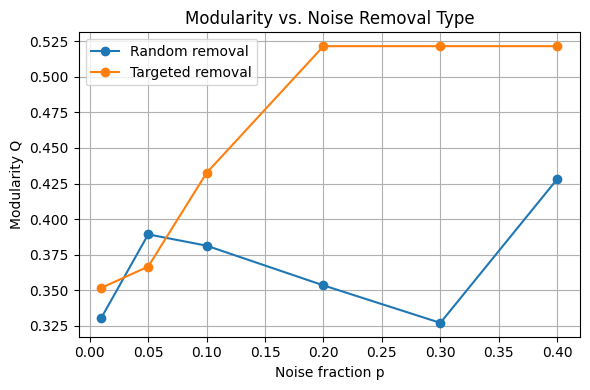 Modularity vs. Noise Removal Type
Random removal
Targeted removal
Modularity Q
0.525
0.500
0.475
0.450
0.425
0.400
0.375
0.350
0.325
0.00 0.05 0.10 0.15 0.20 0.25 0.30 0.35 0.40
Noise fraction p